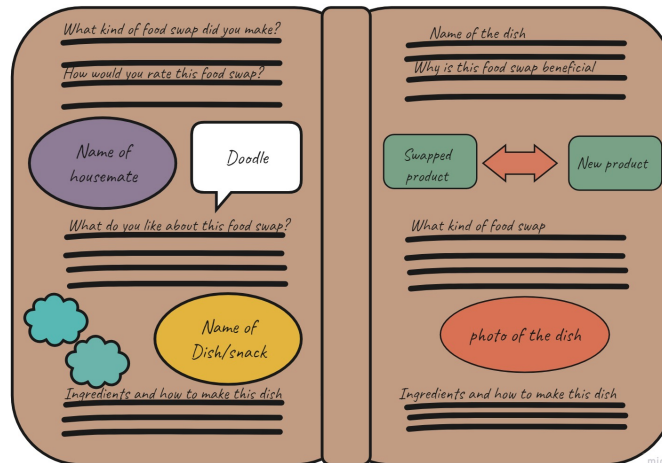 What kind of food swap did you make?
How would you rate this food swap?
Name of
housemate
Doodle
What do you like about this food swap?
Name of
Dish/snack
Ingredients and how to make this dish
Name of the dish
Why is this food swap beneficial
Swapped
product
New product
What kind of food swap
photo of the dish
Ingredients and how to make this dish